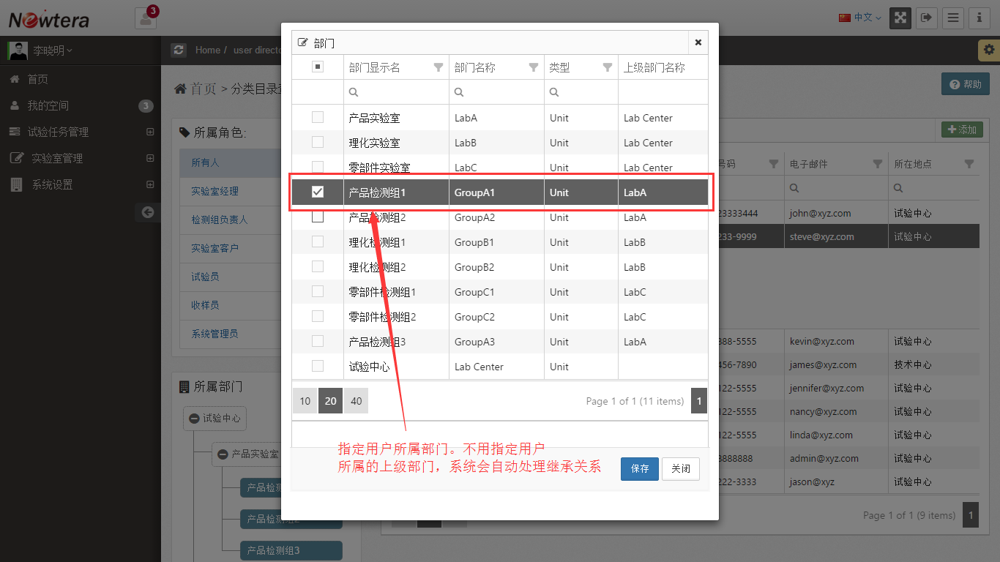 Newtera
3
中文
李晓明
Home / user directo
首页
我的空间
3
试验任务管理
实验室管理
系统设置
首页 > 分类目录
帮助
所属角色:
所有人
实验室经理
检测组负责人
实验室客户
试验员
收样员
系统管理员
所属部门
试验中心
产品实验室
产品检测
产品检测组2
产品检测组3
部门
部门显示名 部门名称 类型 上级部门名称
产品实验室 LabA Unit Lab Center
理化实验室 LabB Unit Lab Center
零部件实验室 LabC Unit Lab Center
产品检测组1 GroupA1 Unit LabA
产品检测组2 GroupA2 Unit LabA
理化检测组1 GroupB1 Unit LabB
理化检测组2 GroupB2 Unit LabB
零部件检测组1 GroupC1 Unit LabC
零部件检测组2 GroupC2 Unit LabC
产品检测组3 GroupA3 Unit LabA
试验中心 Lab Center Unit
10 20 40 Page 1 of 1 (11 items) 1
指定用户所属部门。不用指定用户
所属的上级部门，系统会自动处理继承关系
保存 关闭
添加
号码 电子邮件 所在地点
23333444 john@xyz.com 试验中心
233-9999 steve@xyz.com 试验中心
388-5555 kevin@xyz.com 试验中心
456-7890 james@xyz.com 技术中心
122-5555 jennifer@xyz.com 试验中心
122-5555 nancy@xyz.com 试验中心
122-5555 linda@xyz.com 试验中心
8888888 admin@xyz.com 试验中心
222-3333 jason@xyz 试验中心
Page 1 of 1 (9 items) 1